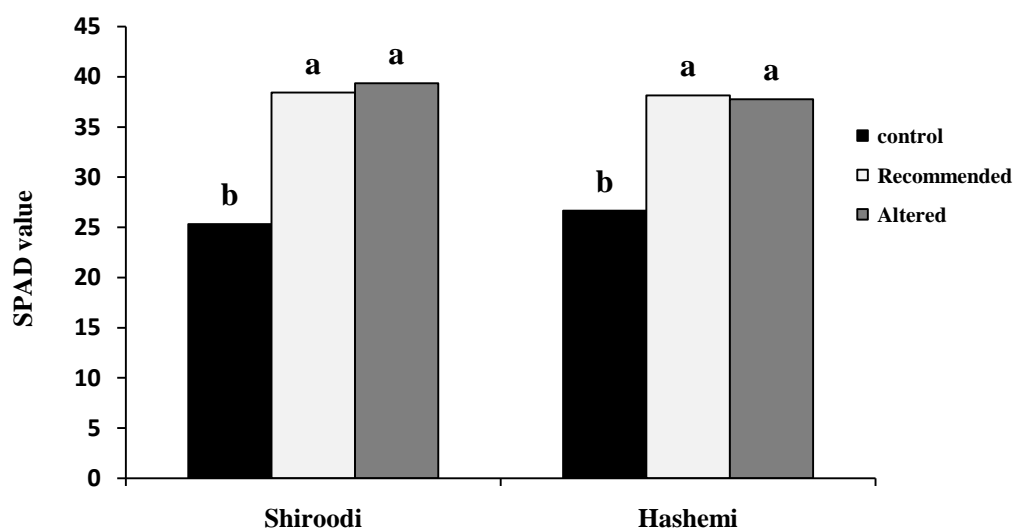 45
40
35
30
25
20
15
10
5
0
SPAD value
b
a
a
b
a
a
Shiroodi
Hashemi
control
Recommended
Altered